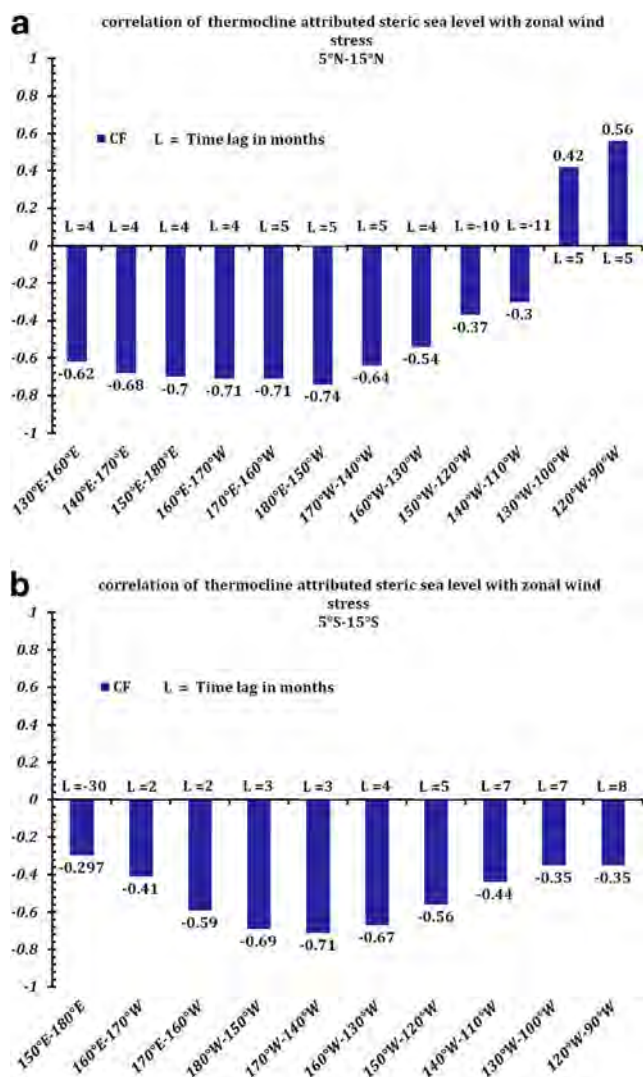 a
correlation of thermocline attributed steric sea level with zonal wind
stress
5°N-15°N
1
0.8
0.6
0.4
0.2
0
-0.2
-0.4
-0.6
-0.8
-1
CF L = Time lag in months
L =4 L =4 L =4 L =4 L =5 L =5 L =5 L =4 L =-10 L =-11 L =5 L =5
-0.62 -0.68 -0.7 -0.71 -0.71 -0.74 -0.64 -0.54 -0.37 -0.3 0.42 0.56
130°E-160°E 140°E-170°E 150°E-180°E 160°E-170°W 170°E-160°W 180°E-150°W 170°W-140°W 160°W-130°W 150°W-120°W 140°W-110°W 130°W-100°W 120°W-90°W
b
correlation of thermocline attributed steric sea level with zonal wind
stress
5°S-15°S
1
0.8
0.6
0.4
0.2
0
-0.2
-0.4
-0.6
-0.8
-1
CF L = Time lag in months
L =-30 L =2 L =2 L =3 L =3 L =4 L =5 L =7 L =7 L =8
-0.297 -0.41 -0.59 -0.69 -0.71 -0.67 -0.56 -0.44 -0.35 -0.35
150°E-180°E 160°E-170°W 170°E-160°W 180°W-150°W 170°W-140°W 160°W-130°W 150°W-120°W 140°W-110°W 130°W-100°W 120°W-90°W